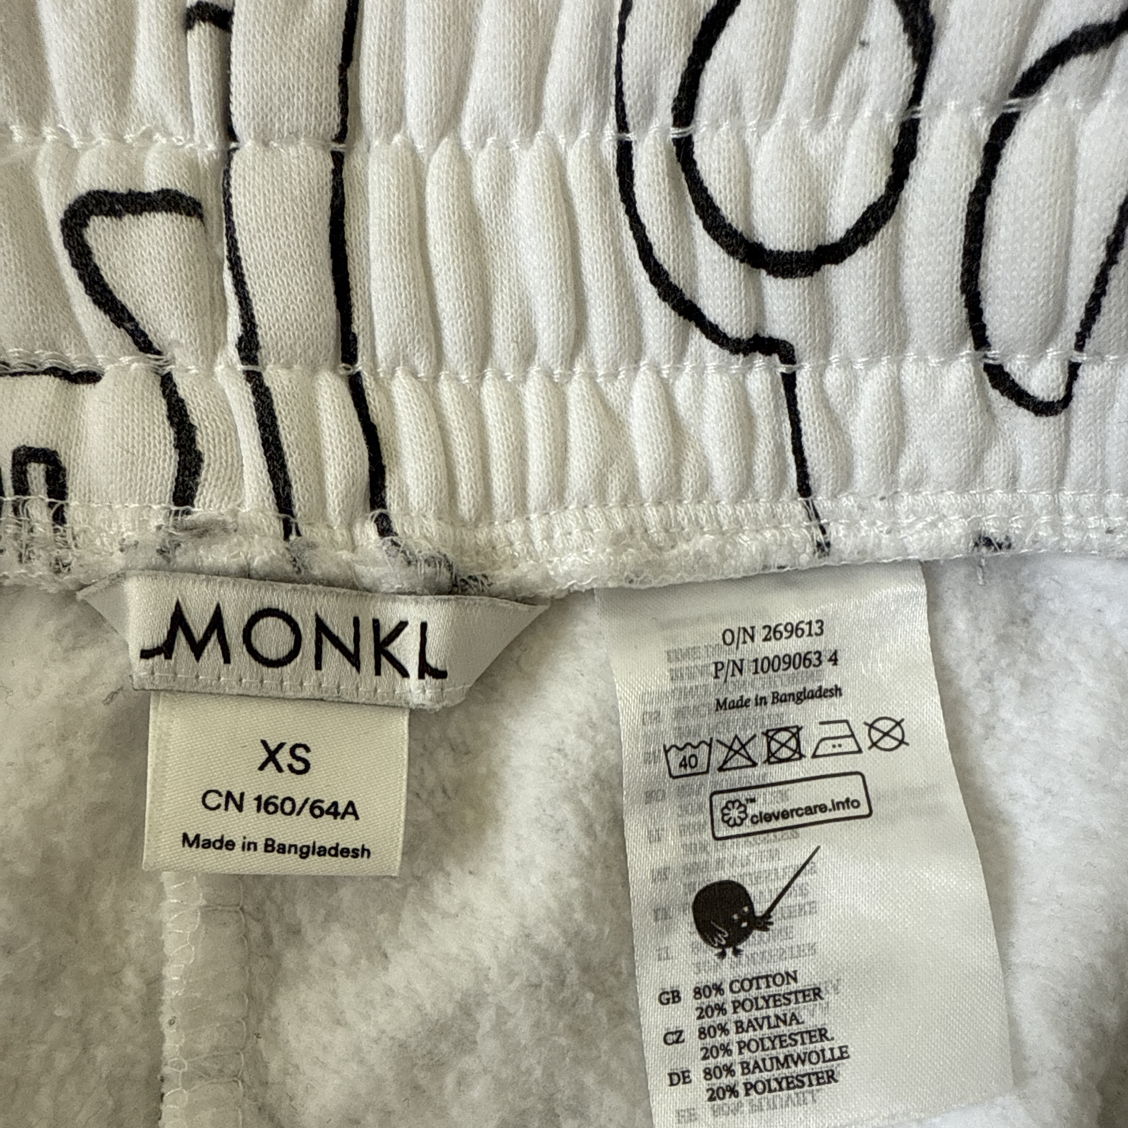 MONKI
XS
CN 160/64A
Made in Bangladesh
O/N 269613
P/N 1009063 4
Made in Bangladesh
40
clevercare.info
GB 80% COTTON
20% POLYESTER
CZ 80% BAVLNA.
20% POLYESTER.
DE 80% BAUMWOLLE
20% POLYESTER